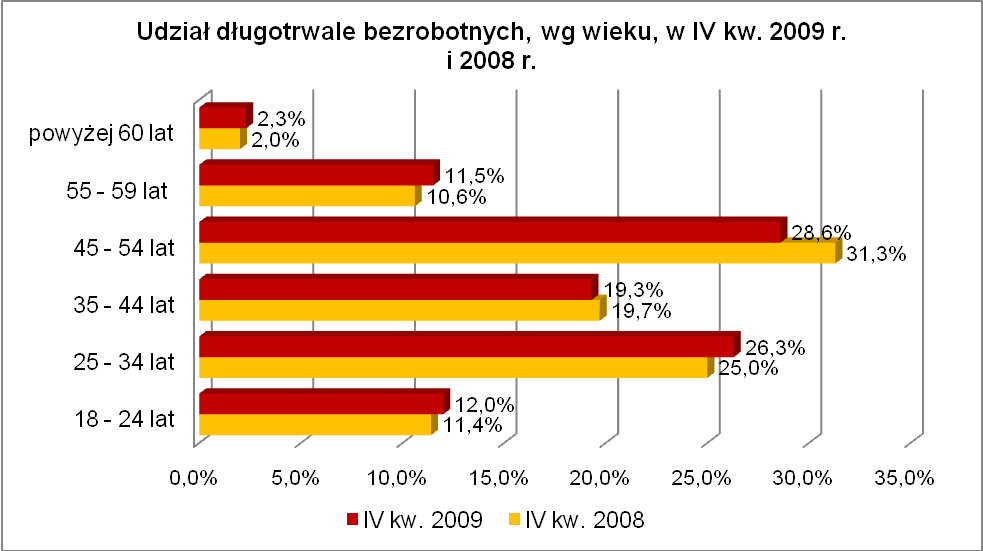 Udział długotrwale bezrobotnych, wg wieku, w IV kw. 2009 r.
i 2008 r.
powyżej 60 lat
2,3%
2,0%
55 - 59 lat
11,5%
10,6%
45 - 54 lat
28,6%
31,3%
35 - 44 lat
19,3%
19,7%
25 - 34 lat
26,3%
25,0%
18 - 24 lat
12,0%
11,4%
0,0% 5,0% 10,0% 15,0% 20,0% 25,0% 30,0% 35,0%
IV kw. 2009 IV kw. 2008